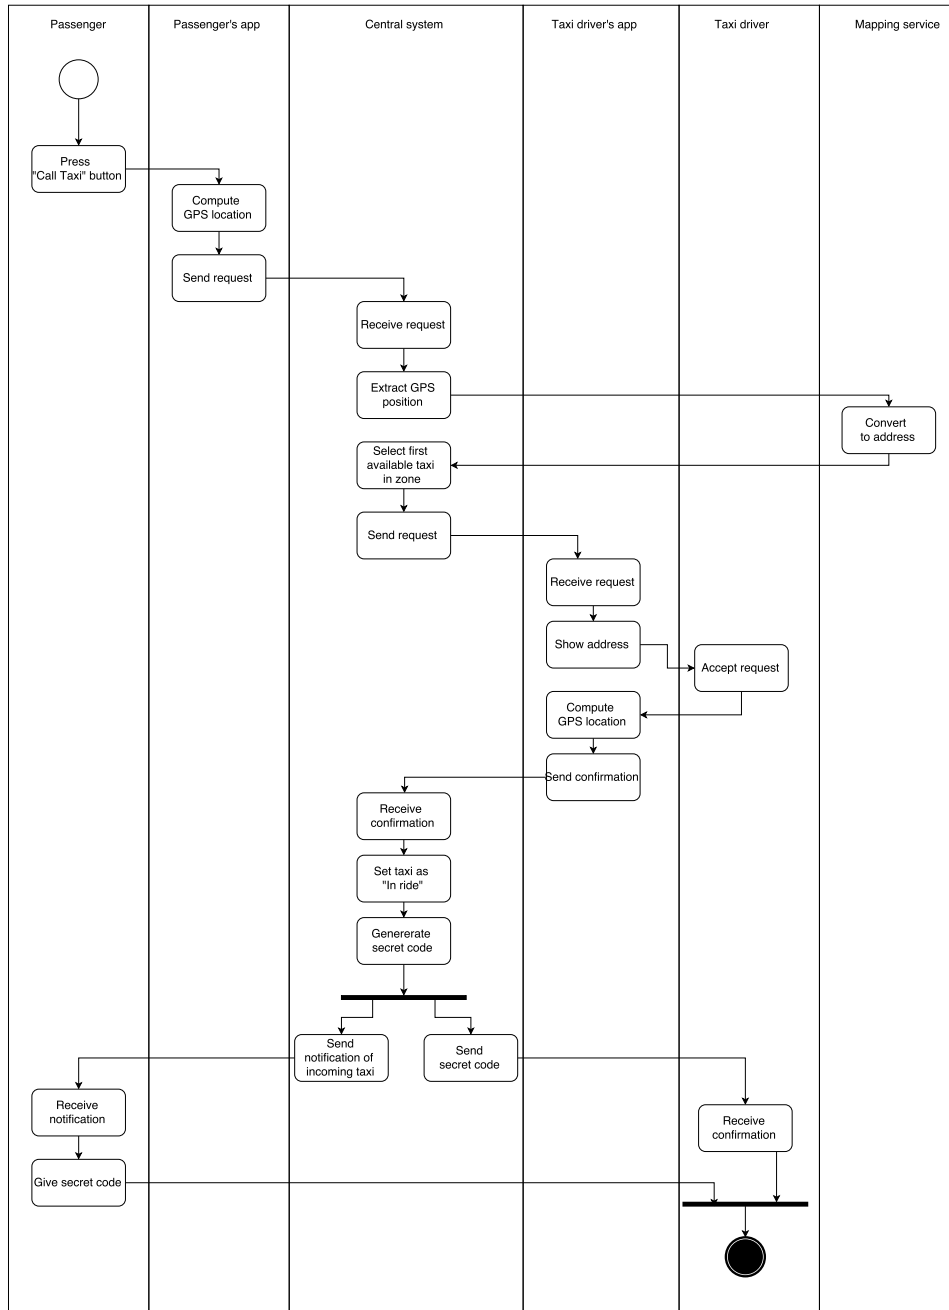 Passenger
Passenger's app
Central system
Taxi driver's app
Taxi driver
Mapping service
Press
"Call Taxi" button
Compute
GPS location
Send request
Receive request
Extract GPS
position
Convert
to address
Select first
available taxi
in zone
Send request
Receive request
Show address
Accept request
Compute
GPS location
Send confirmation
Receive
confirmation
Set taxi as
"In ride"
Genererate
secret code
Send
notification of
incoming taxi
Send
secret code
Receive
notification
Receive
confirmation
Give secret code